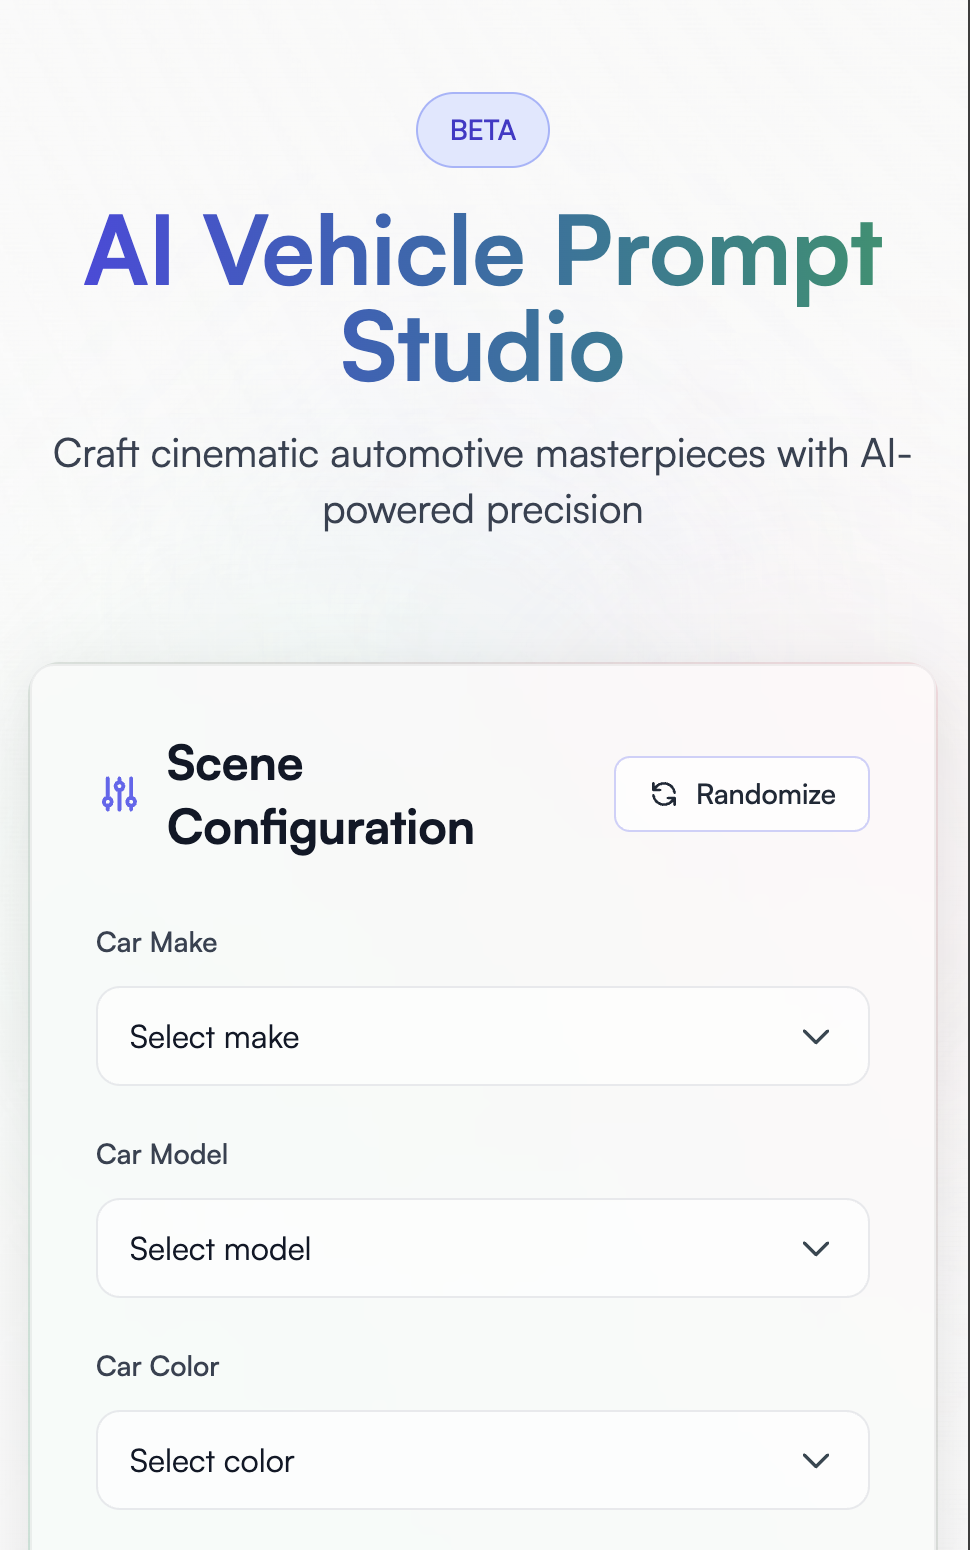 BETA
AI Vehicle Prompt
Studio
Craft cinematic automotive masterpieces with AI-
powered precision
Scene
Configuration
Randomize
Car Make
Select make
Car Model
Select model
Car Color
Select color